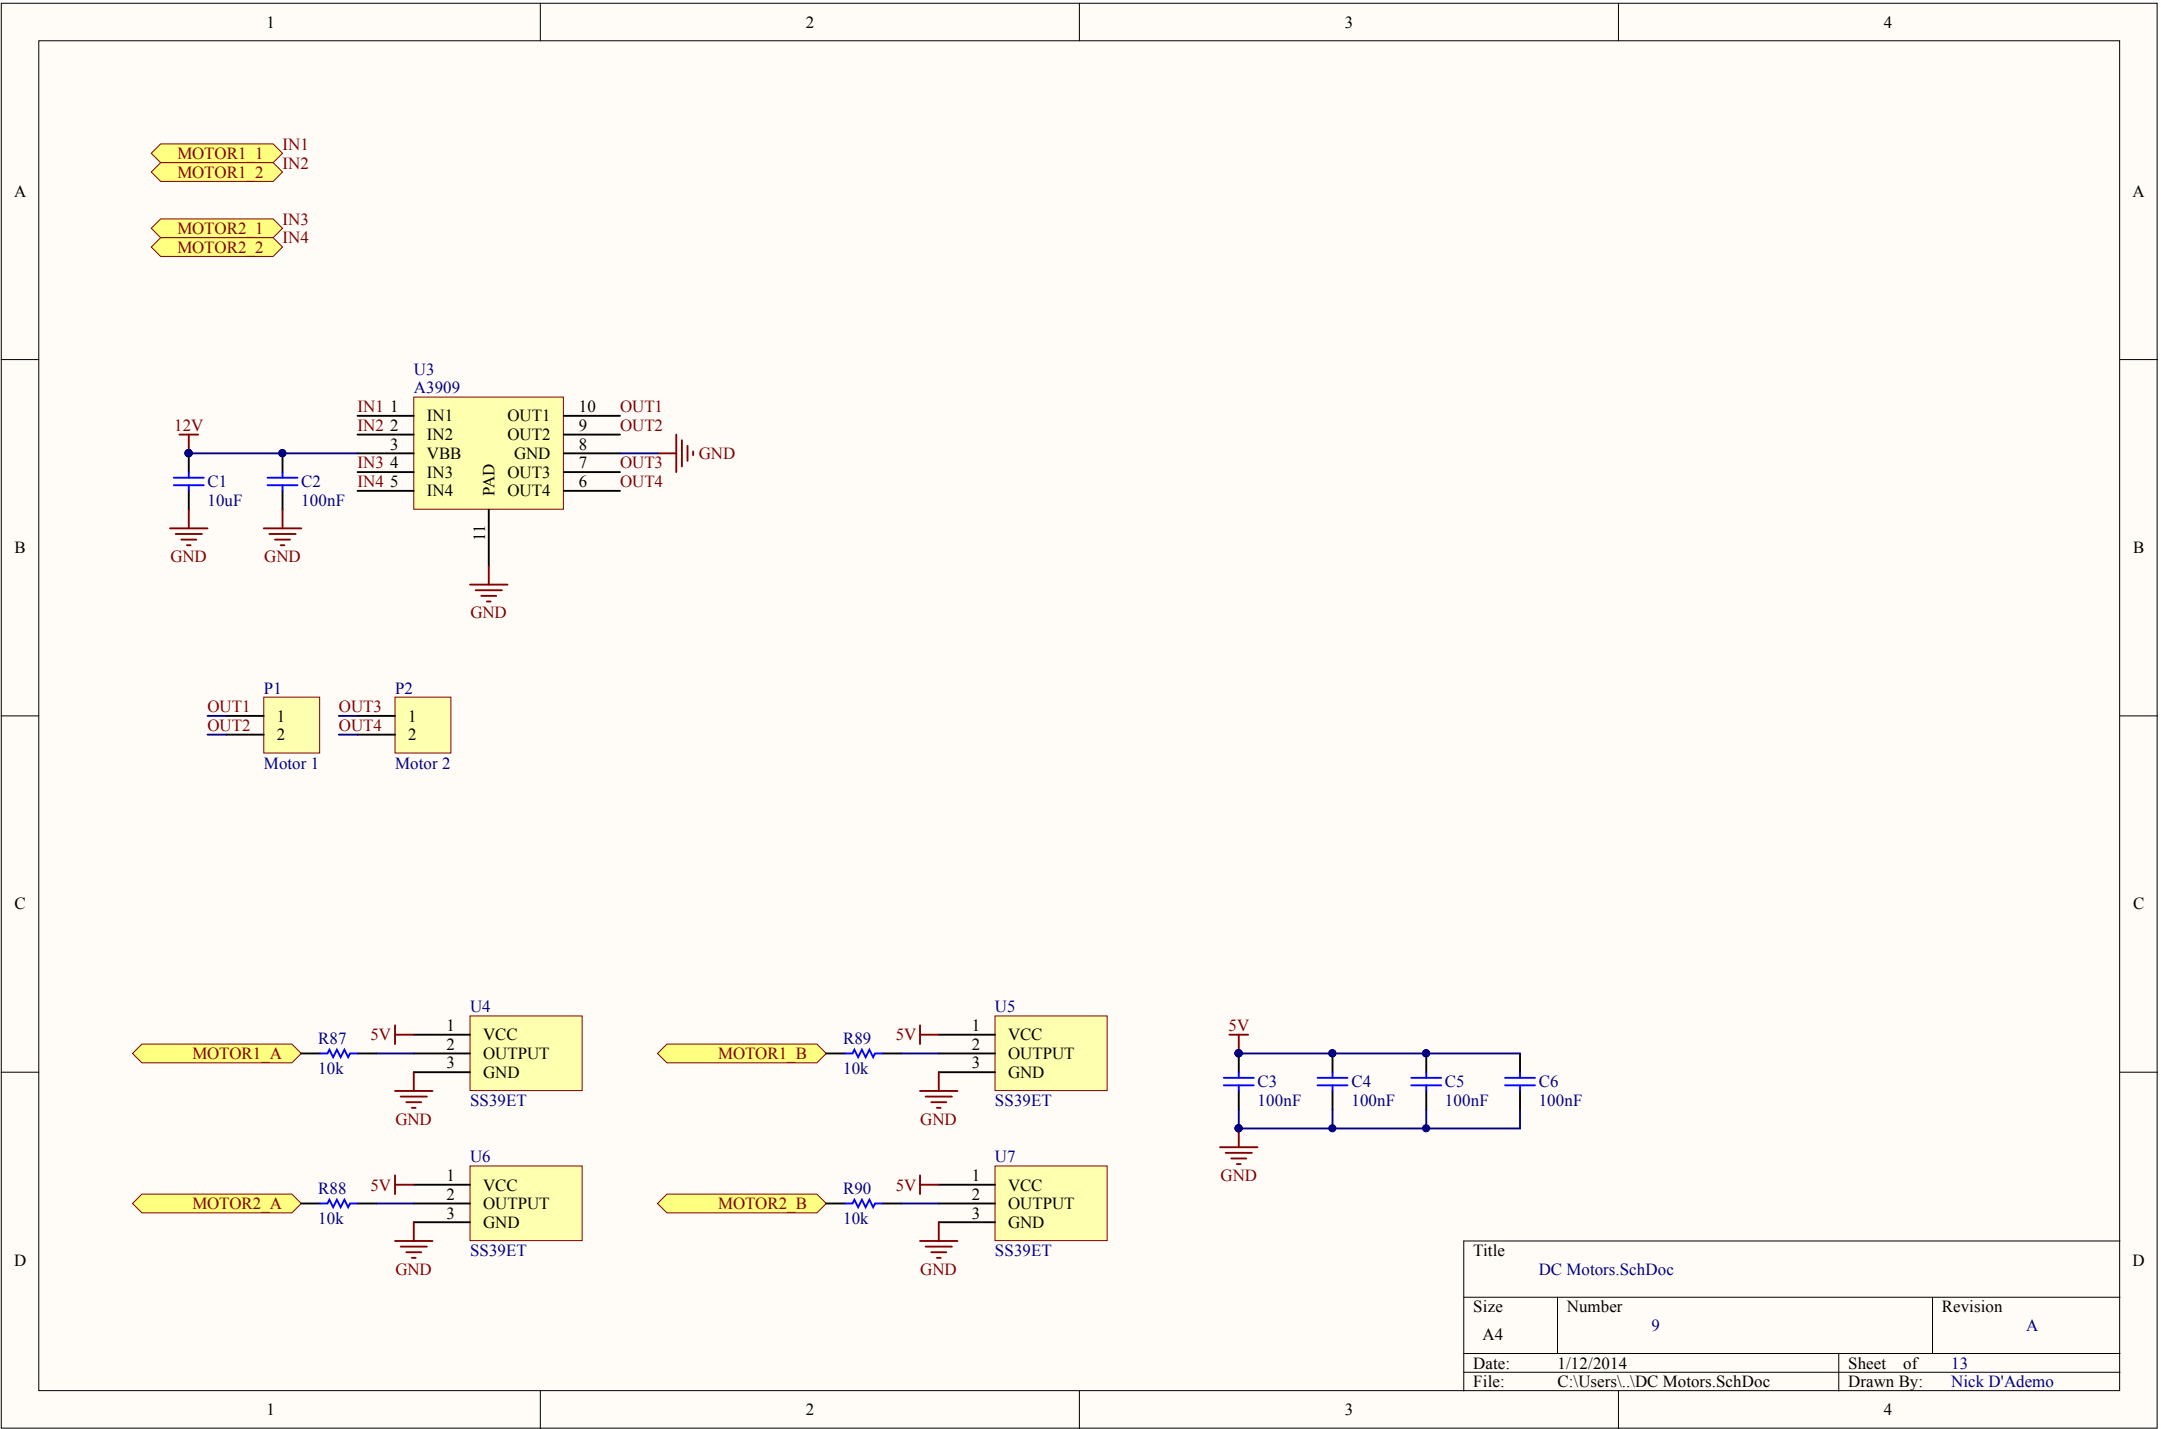 1 2 3 4
A A
MOTOR1_1 IN1
MOTOR1_2 IN2
MOTOR2_1 IN3
MOTOR2_2 IN4
B B
U3
A3909
12V
IN1 1 IN1 OUT1 10 OUT1
IN2 2 IN2 OUT2 9 OUT2
3 VBB GND 8 GND
IN3 4 IN3 OUT3 7 OUT3
IN4 5 IN4 OUT4 6 OUT4
PAD
11
GND
C1
10uF
GND
C2
100nF
GND
P1
OUT1 1
OUT2 2
Motor 1
P2
OUT3 1
OUT4 2
Motor 2
C C
U4
MOTOR1_A R87 5V 1 VCC
10k 2 OUTPUT
3 GND
GND SS39ET
U5
MOTOR1_B R89 5V 1 VCC
10k 2 OUTPUT
3 GND
GND SS39ET
5V
C3 C4 C5 C6
100nF 100nF 100nF 100nF
GND
U6
MOTOR2_A R88 5V 1 VCC
10k 2 OUTPUT
3 GND
GND SS39ET
U7
MOTOR2_B R90 5V 1 VCC
10k 2 OUTPUT
3 GND
GND SS39ET
D D
Title
DC Motors.SchDoc
Size Number Revision
A4 9 A
Date: 1/12/2014 Sheet of 13
File: C:\Users\..\DC Motors.SchDoc Drawn By: Nick D'Ademo
1 2 3 4